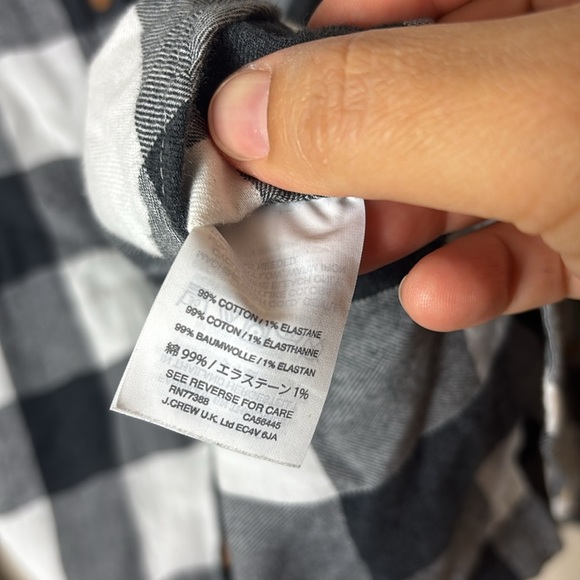 99% COTTON / 1% ELASTANE
99% COTON / 1% ÉLASTHANNE
99% BAUMWOLLE / 1% ELASTAN
綿 99% / エラステーン 1%
SEE REVERSE FOR CARE
RN77388 CA56445
J.CREW U.K. Ltd EC4V 6JA